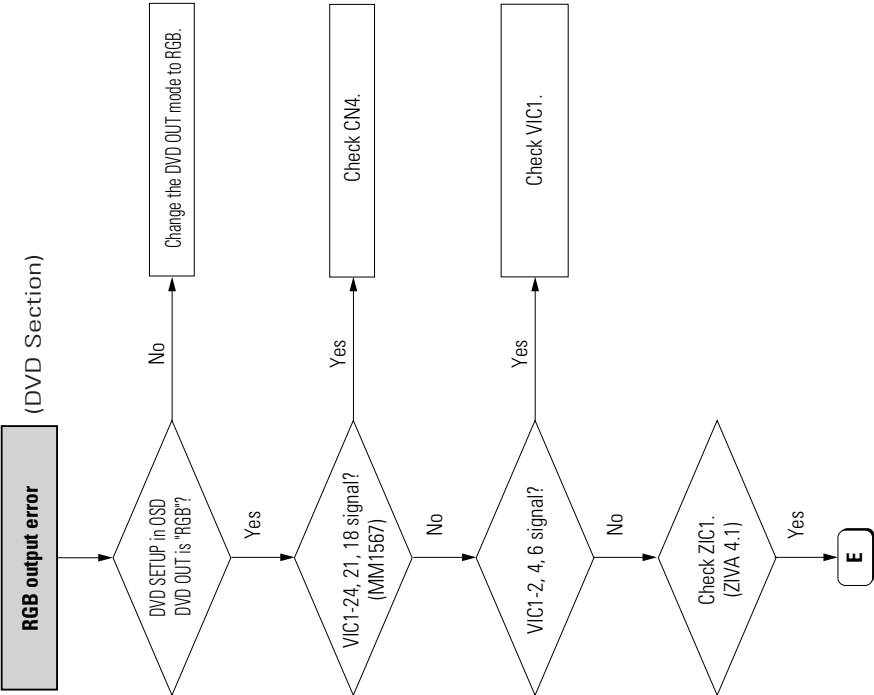 RGB output error
(DVD Section)
DVD SETUP in OSD
DVD OUT is "RGB"?
No
Change the DVD OUT mode to RGB.
Yes
VIC1-24, 21, 18 signal?
(MM1567)
Yes
Check CN4.
No
VIC1-2, 4, 6 signal?
Yes
Check VIC1.
No
Check ZIC1.
(ZIVA 4.1)
Yes
E